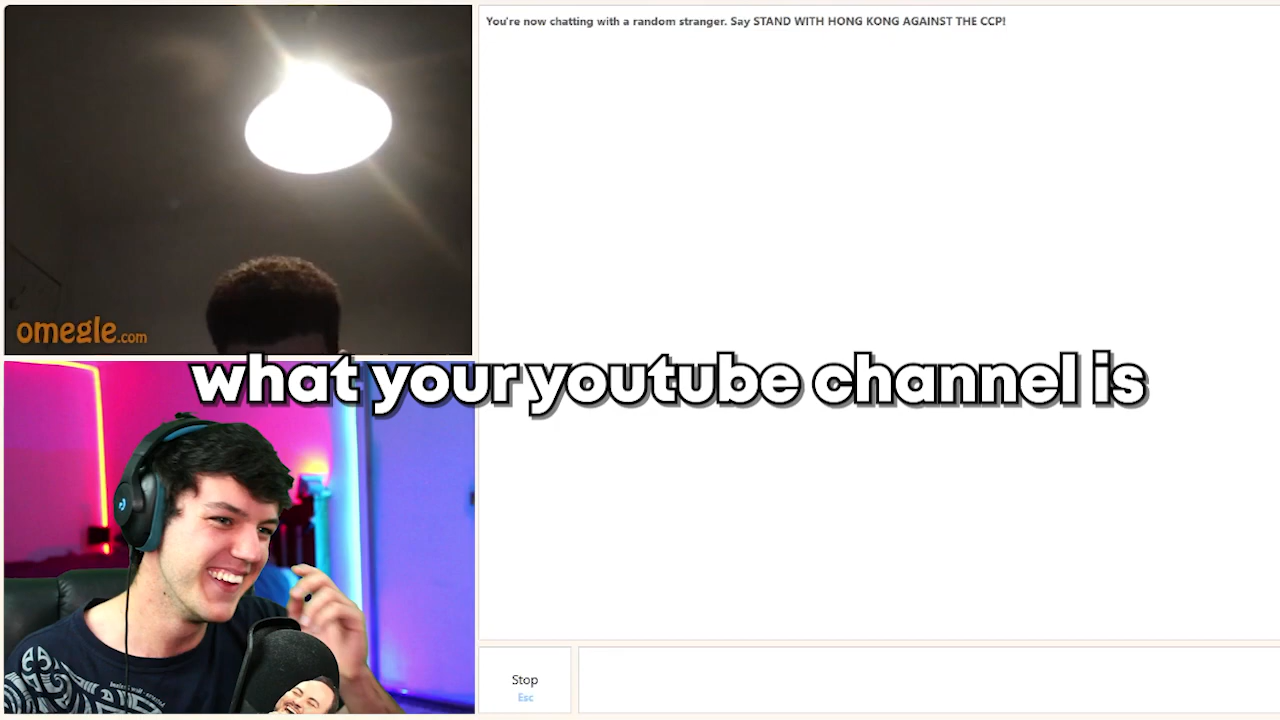 You're now chatting with a random stranger. Say STAND WITH HONG KONG AGAINST THE CCP!
omegle.com
what your youtube channel is
Stop
Esc